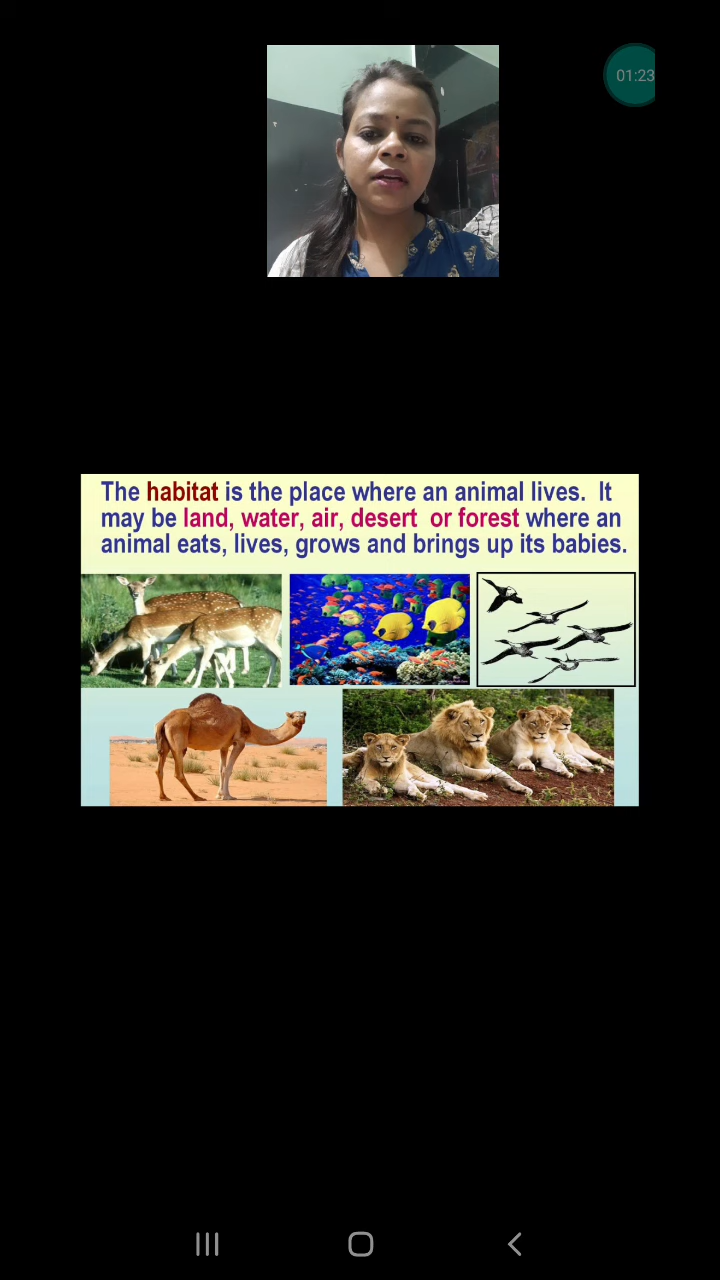 01:23
The habitat is the place where an animal lives. It
may be land, water, air, desert or forest where an
animal eats, lives, grows and brings up its babies.